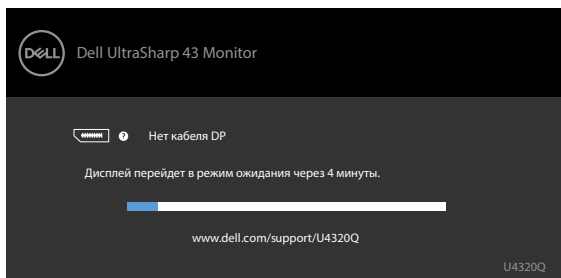 DELL
Dell UltraSharp 43 Monitor
? Нет кабеля DP
Дисплей перейдет в режим ожидания через 4 минуты.
www.dell.com/support/U4320Q
U4320Q